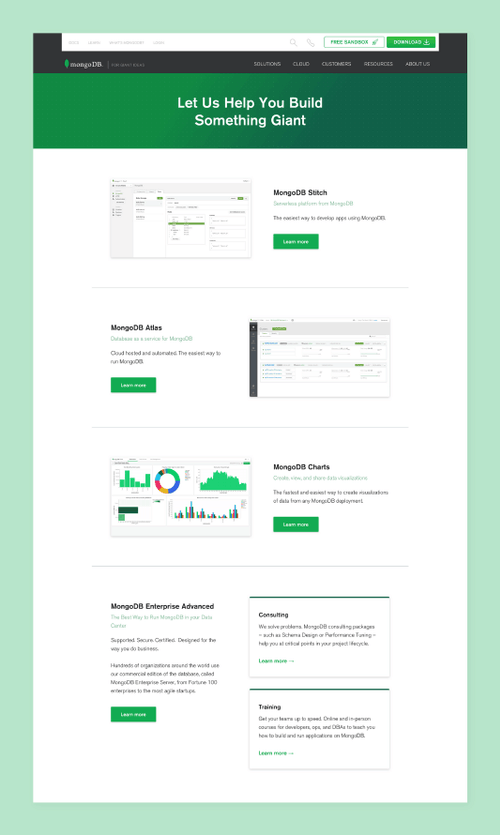 DOCS
LEARN
LOGIN
FREE SANDBOX
DOWNLOAD
mongoDB. FOR GIANT IDEAS
SOLUTIONS CLOUD CUSTOMERS RESOURCES ABOUT US
Let Us Help You Build
Something Giant
MongoDB Stitch
Serverless platform from MongoDB
The easiest way to develop apps using MongoDB.
Learn more
MongoDB Atlas
Database as a service for MongoDB
Cloud hosted and automated. The easiest way to
run MongoDB.
Learn more
MongoDB Charts
Create, view, and share data visualizations
The fastest and easiest way to create visualizations
of data from any MongoDB deployment.
Learn more
MongoDB Enterprise Advanced
The Best Way to Run MongoDB in your Data
Center
Supported. Secure. Certified. Designed for the
way you do business.
Hundreds of organizations around the world use
our commercial edition of the database, called
MongoDB Enterprise Server, from Fortune 100
enterprises to the most agile startups.
Learn more
Consulting
We solve problems. MongoDB consulting packages
– such as Schema Design or Performance Tuning –
help you at critical points in your project lifecycle.
Learn more →
Training
Get your teams up to speed. Online and in-person
courses for developers, ops, and DBAs to teach you
how to build and run applications on MongoDB.
Learn more →